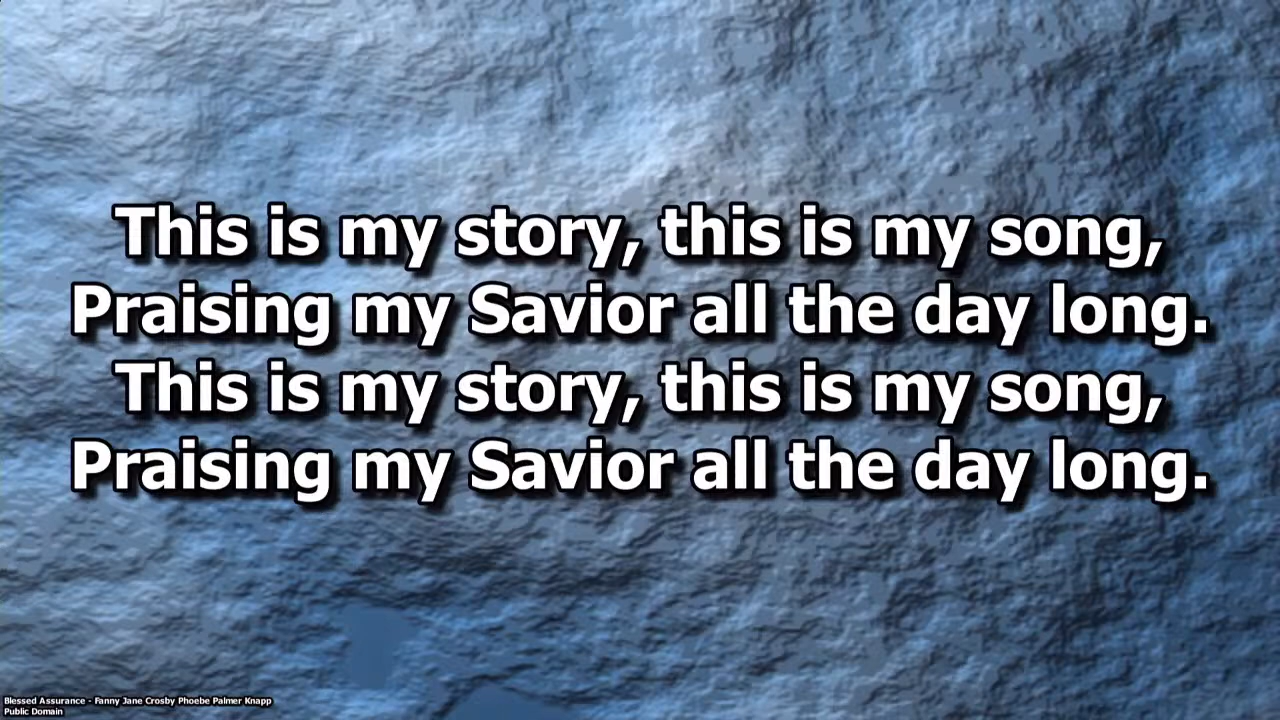 This is my story, this is my song,
Praising my Savior all the day long.
This is my story, this is my song,
Praising my Savior all the day long.
Blessed Assurance - Fanny Jane Crosby Phoebe Palmer Knapp
Public Domain